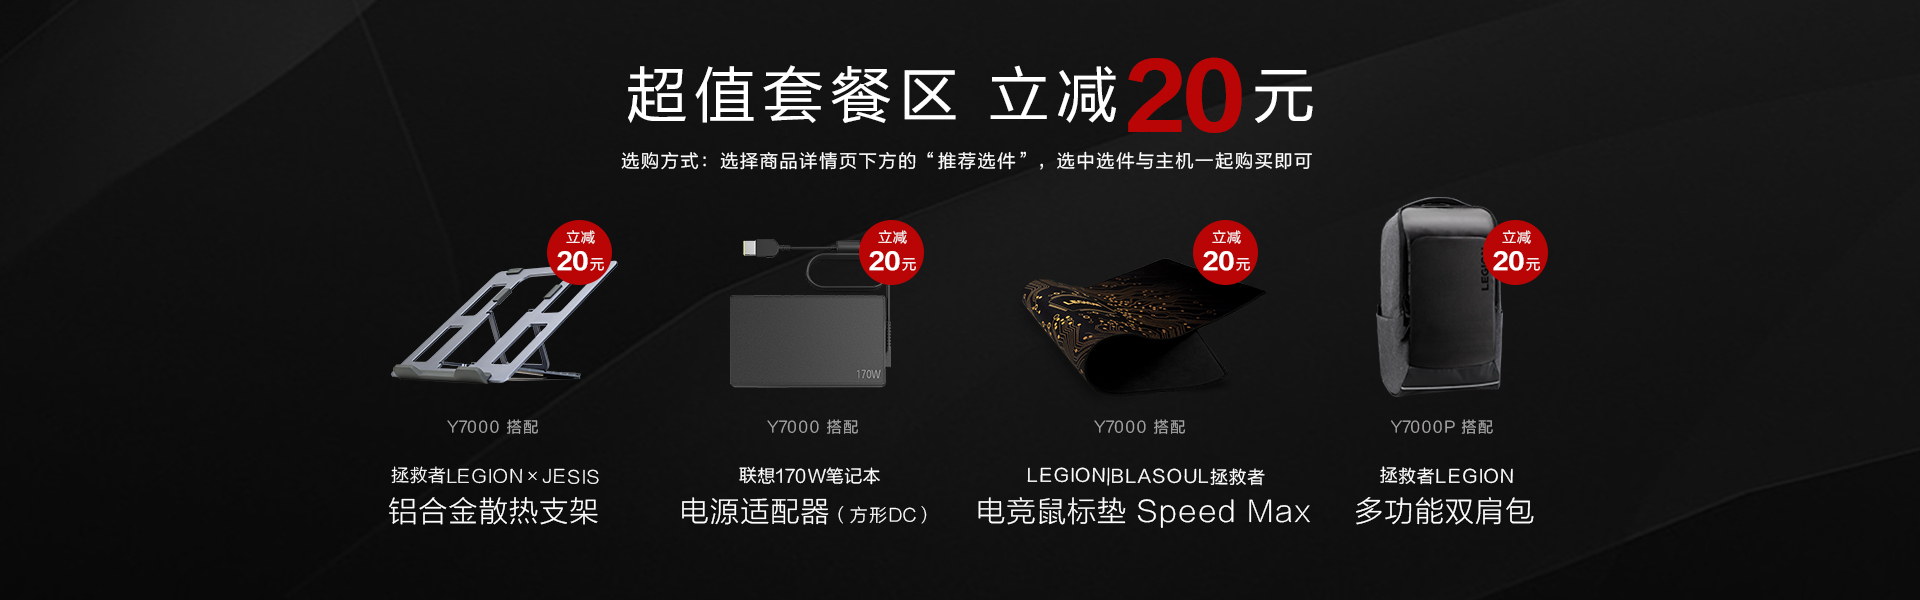 超值套餐区 立减20元
选购方式：选择商品详情页下方的“推荐选件”，选中选件与主机一起购买即可
立减
20元
立减
20元
立减
20元
立减
20元
170W
LEGION
LEGION
Y7000 搭配
Y7000 搭配
Y7000 搭配
Y7000P 搭配
拯救者LEGION×JESIS
铝合金散热支架
联想170W笔记本
电源适配器（方形DC）
LEGION|BLASOUL拯救者
电竞鼠标垫 Speed Max
拯救者LEGION
多功能双肩包